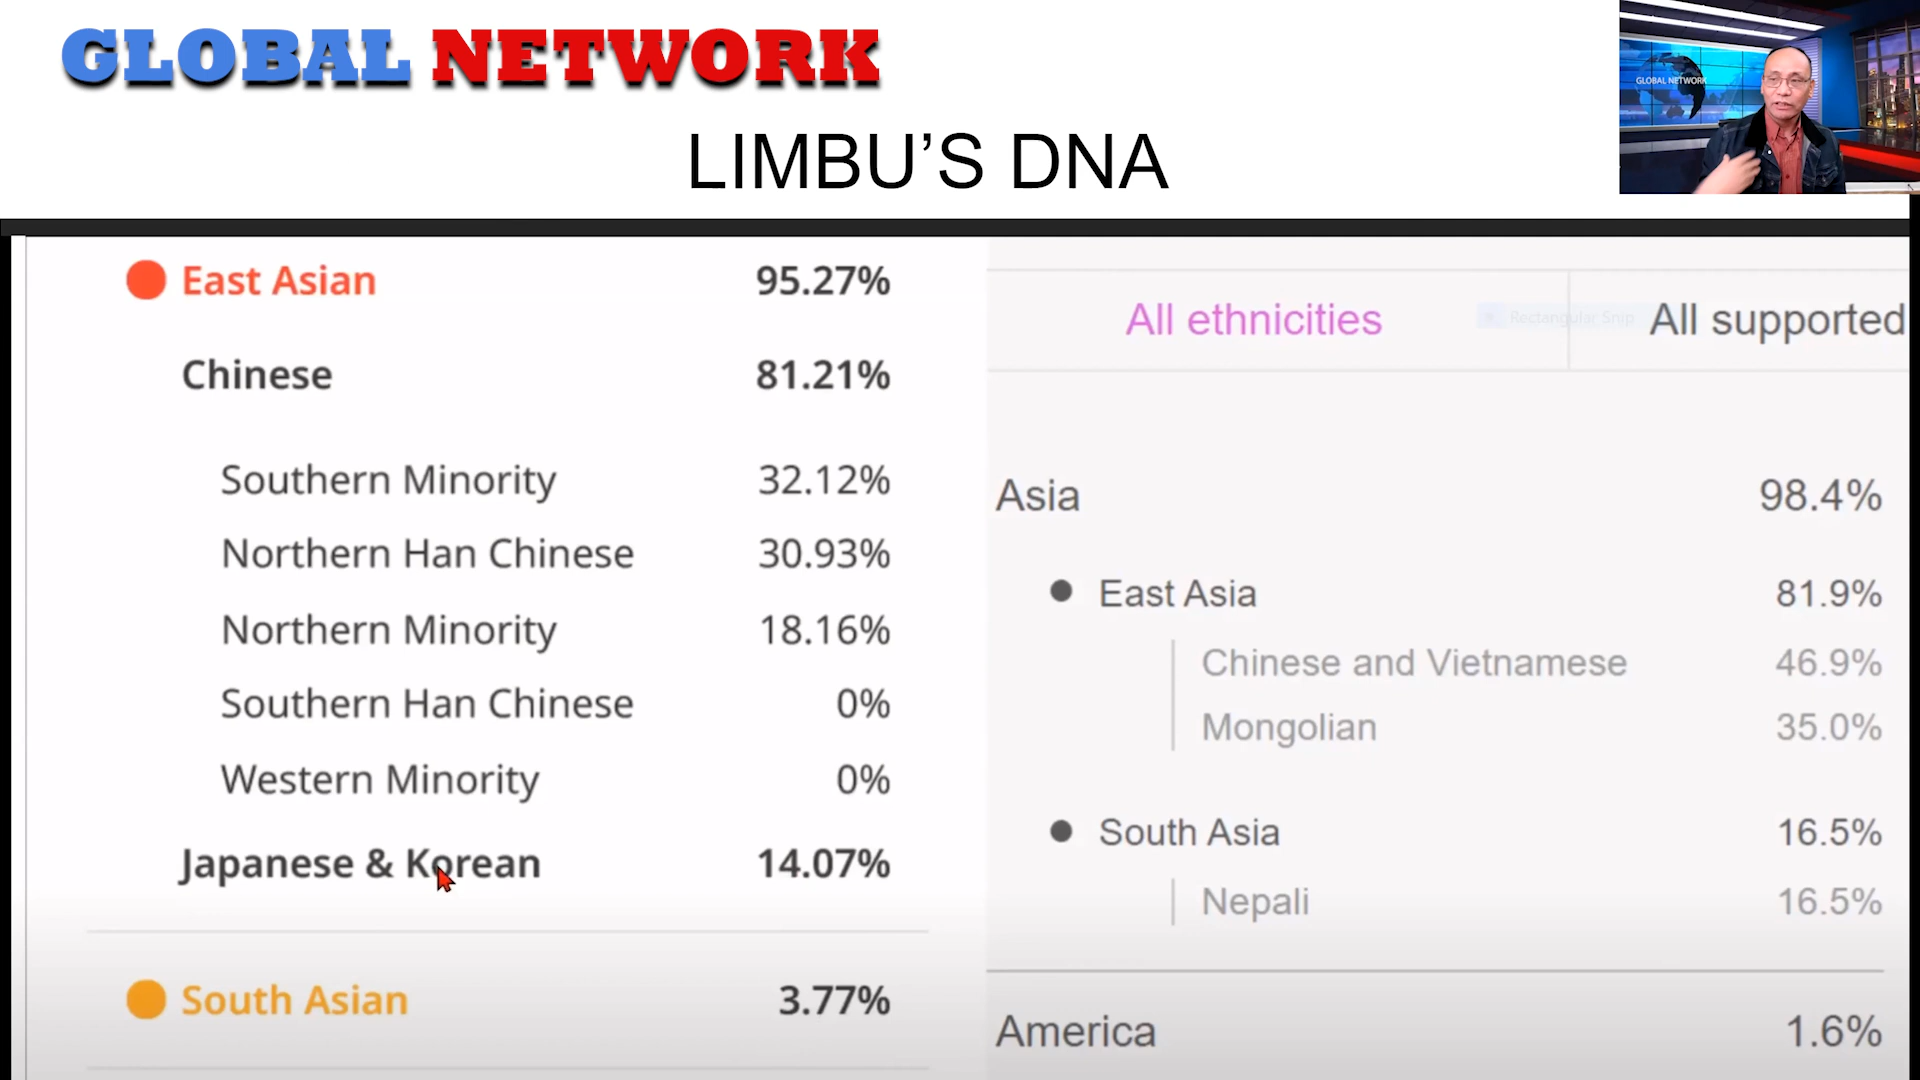 GLOBAL NETWORK
GLOBAL NETWORK
LIMBU’S DNA
East Asian 95.27%
Chinese 81.21%
Southern Minority 32.12%
Northern Han Chinese 30.93%
Northern Minority 18.16%
Southern Han Chinese 0%
Western Minority 0%
Japanese & Korean 14.07%
South Asian 3.77%
All ethnicities
Rectangular Snip
All supported
Asia 98.4%
East Asia 81.9%
Chinese and Vietnamese 46.9%
Mongolian 35.0%
South Asia 16.5%
Nepali 16.5%
America 1.6%